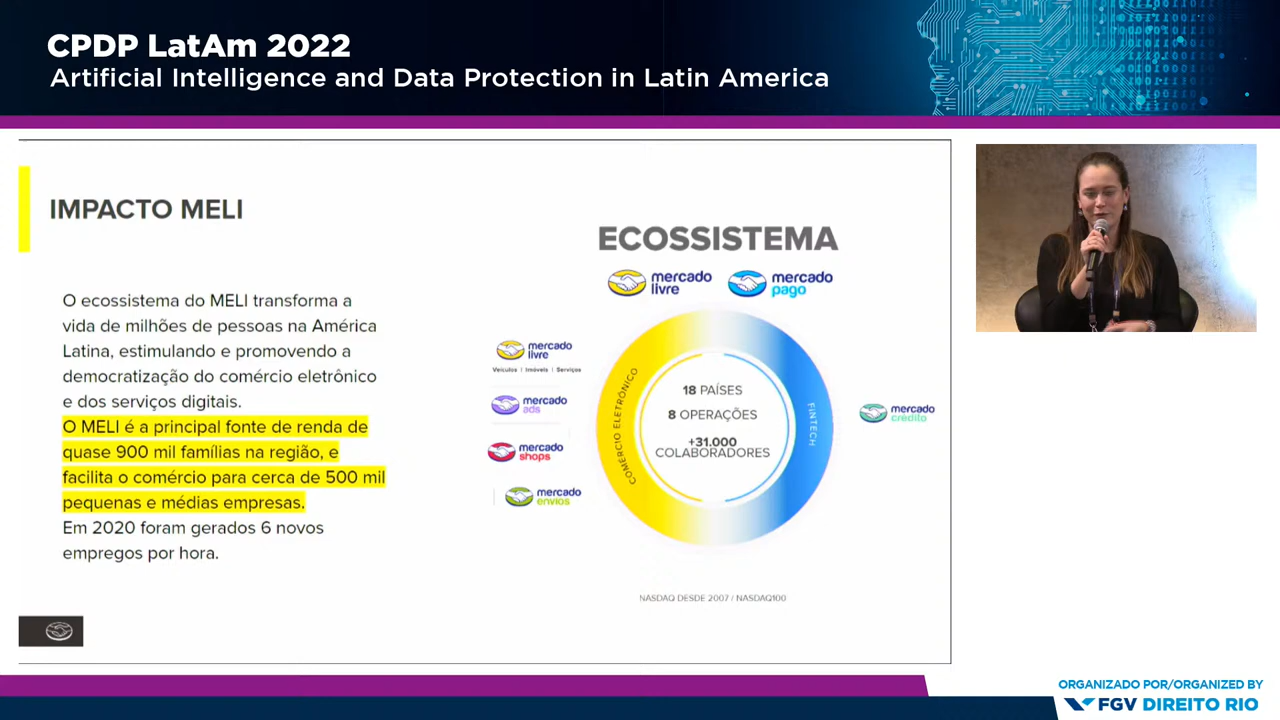 CPDP LatAm 2022
Artificial Intelligence and Data Protection in Latin America
IMPACTO MELI
O ecossistema do MELI transforma a
vida de milhões de pessoas na América
Latina, estimulando e promovendo a
democratização do comércio eletrônico
e dos serviços digitais.
O MELI é a principal fonte de renda de
quase 900 mil famílias na região, e
facilita o comércio para cerca de 500 mil
pequenas e médias empresas.
Em 2020 foram gerados 6 novos
empregos por hora.
ECOSSISTEMA
mercado
livre
mercado
pago
mercado
livre
Veículos | Imóveis | Serviços
mercado
ads
mercado
shops
mercado
envios
COMÉRCIO ELETRÔNICO
18 PAÍSES
8 OPERAÇÕES
+31.000
COLABORADORES
FINTECH
mercado
crédito
NASDAQ DESDE 2007 / NASDAQ100
ORGANIZADO POR/ORGANIZED BY
FGV DIREITO RIO